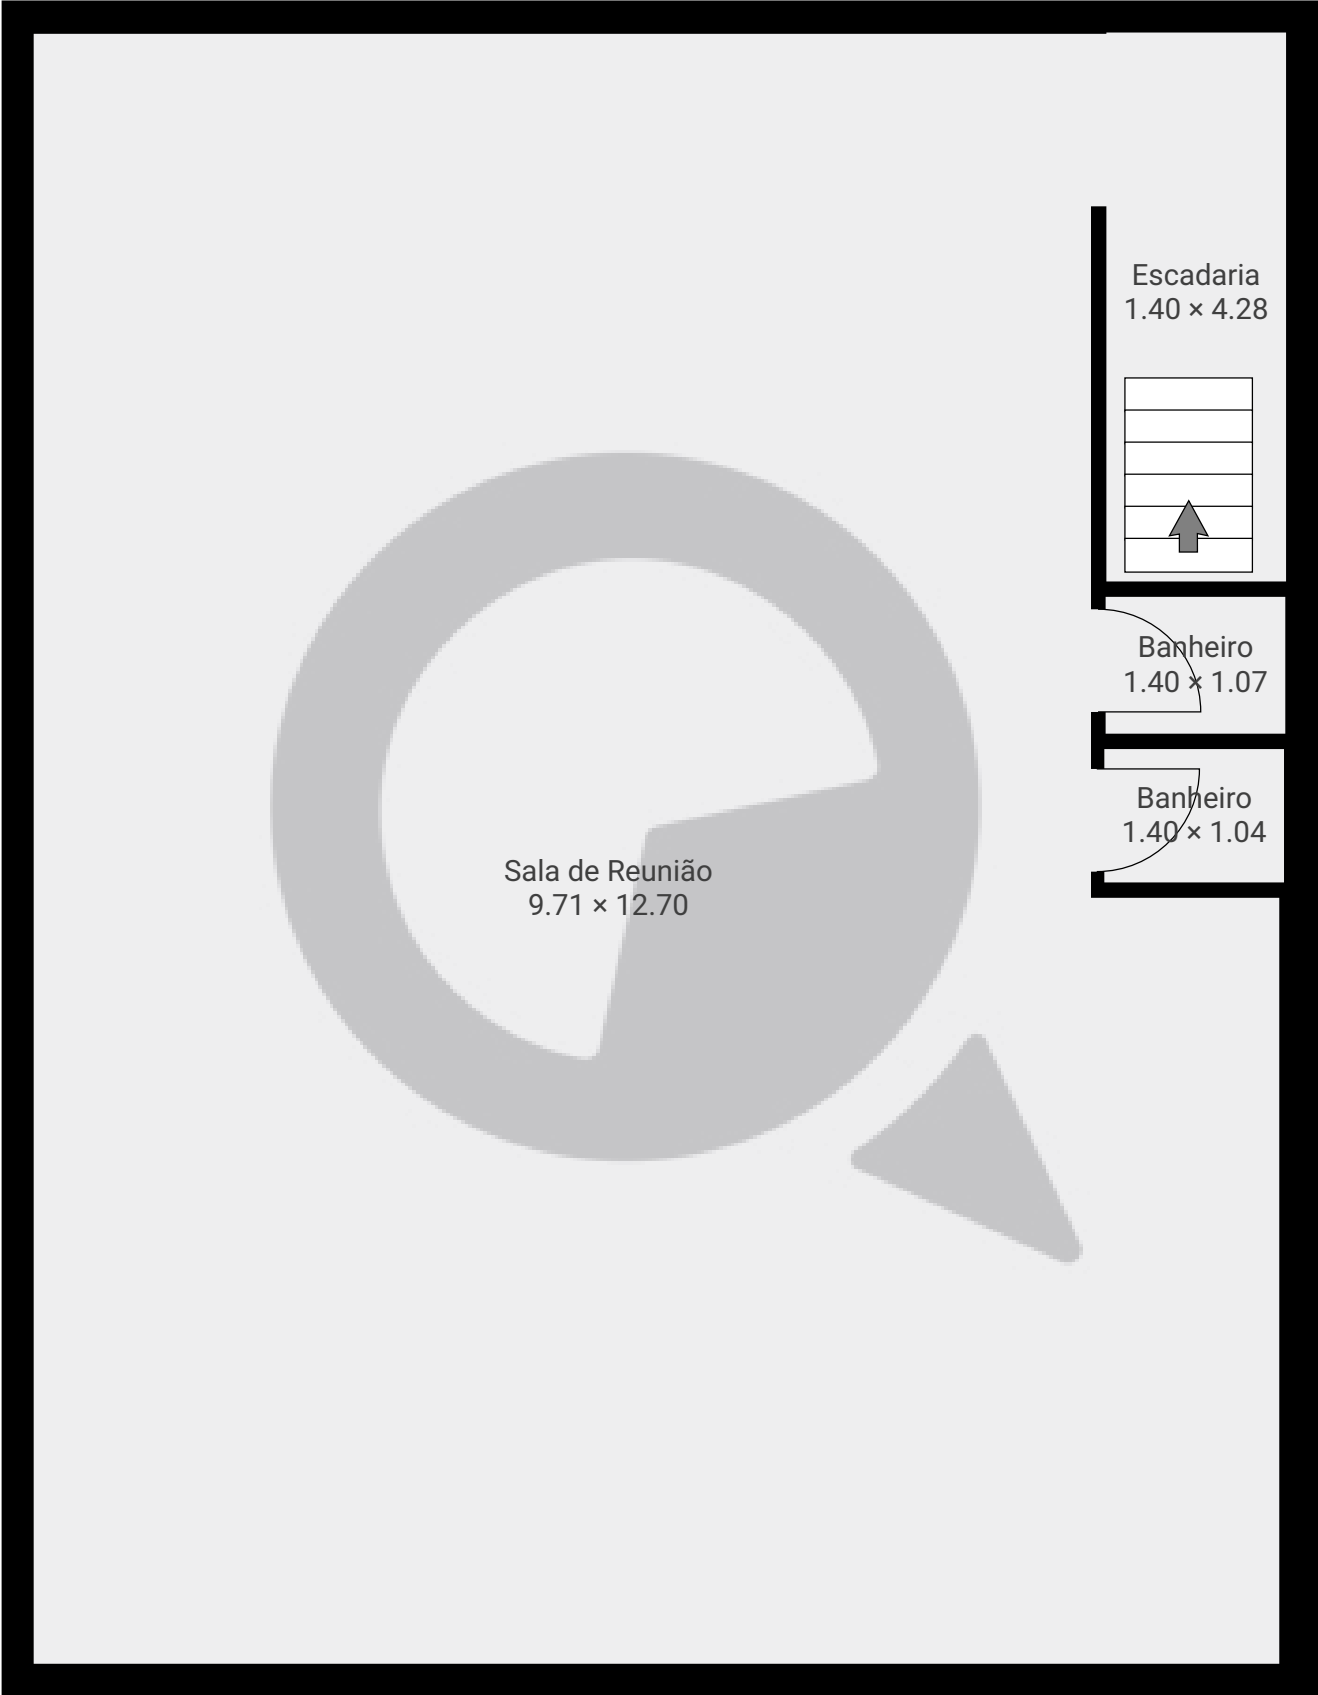 Escadaria
1.40 × 4.28
Banheiro
1.40 × 1.07
Banheiro
1.40 × 1.04
Sala de Reunião
9.71 × 12.70